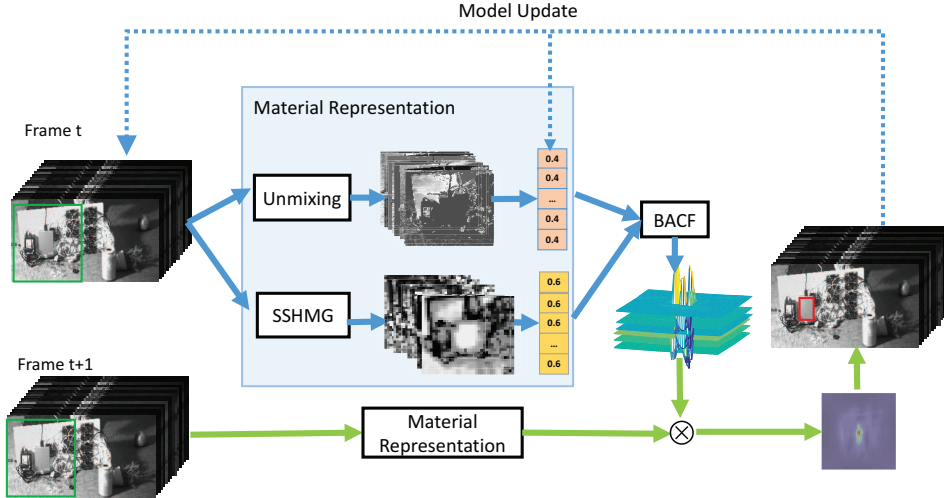 Model Update
Material Representation
Frame t
0.4
0.4
...
0.4
0.4
Unmixing
BACF
SSHMG
0.6
0.6
0.6
...
0.6
Frame t+1
Material
Representation